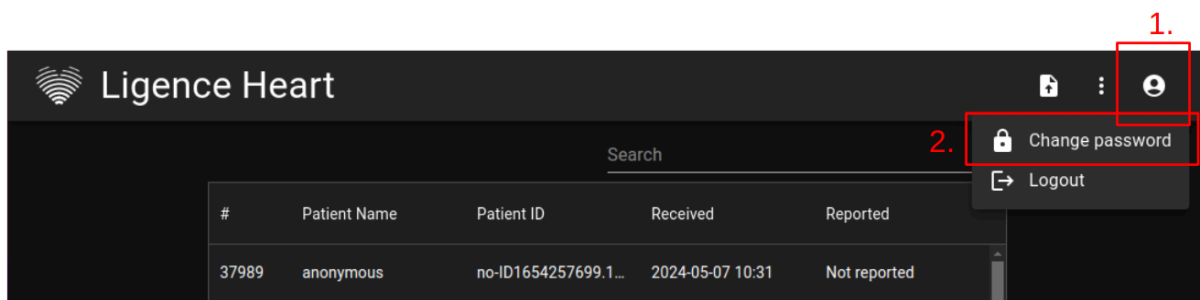 1.
Ligence Heart
2.
Change password
Search
Logout
# Patient Name Patient ID Received Reported
37989 anonymous no-ID1654257699.1... 2024-05-07 10:31 Not reported